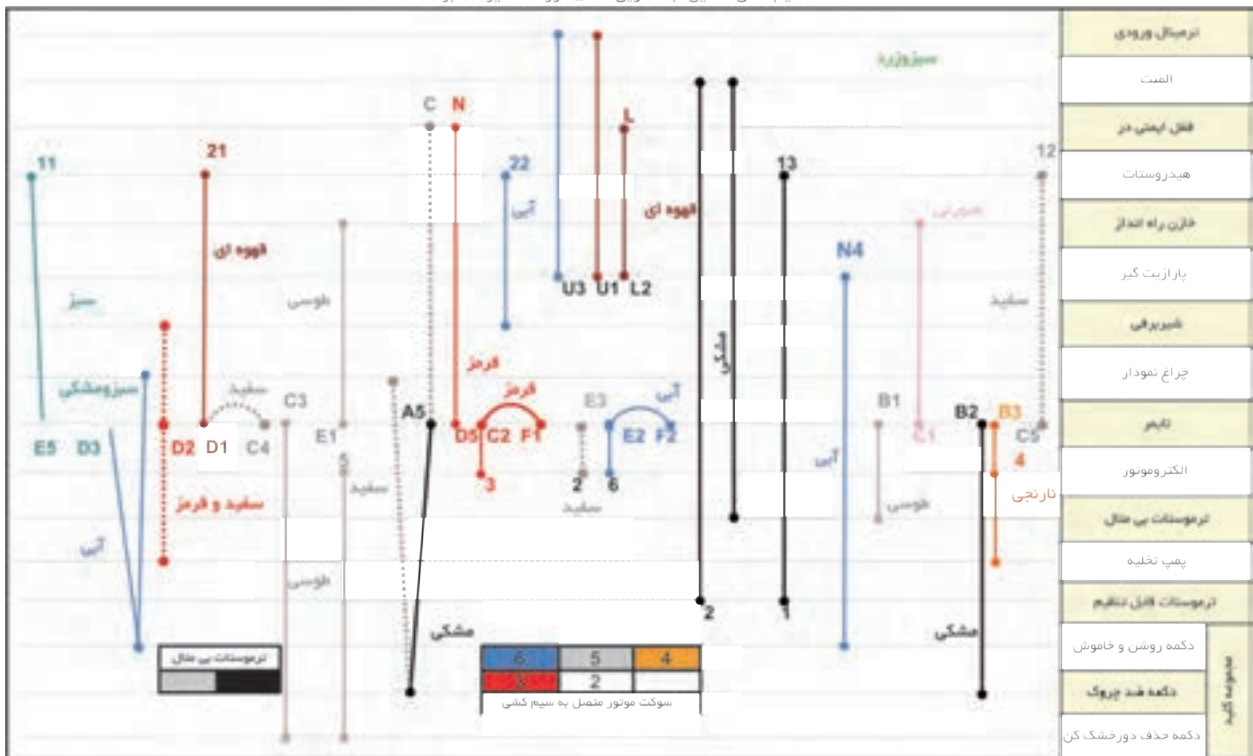 ترمینال ورودی
المنت
قفل ایمنی در
هیدروستات
خازن راه انداز
پارازیت گیر
شیربرقی
چراغ نمودار
تایمر
الکتروموتور
ترموستات بی متال
پمپ تخلیه
ترموستات قابل تنظیم
دکمه روشن و خاموش
دکمه ضد چروک
دکمه حذف دورخشک کن
مجموعه کلید
سبزوزرد
C N L
11 21 22 13 12
آبی
قهوه ای
قهوه ای
صورتی
N4
U3 U1 L2
سبز
طوسی
سفید
مشکی
قرمز
سبزومشکی
سفید
قرمز
آبی
C3 A5 E3 B1 B2 B3
E5 D3 D2 D1 C4 E1 D5 C2 F1 E2 F2 C1 C5
3 2 6 4
آبی
سفید و قرمز
سفید
سفید
طوسی
نارنجی
آبی
طوسی
2 1
مشکی
مشکی
ترموستات بی متال
6 5 4
3 2
سوکت موتور متصل به سیم کشی